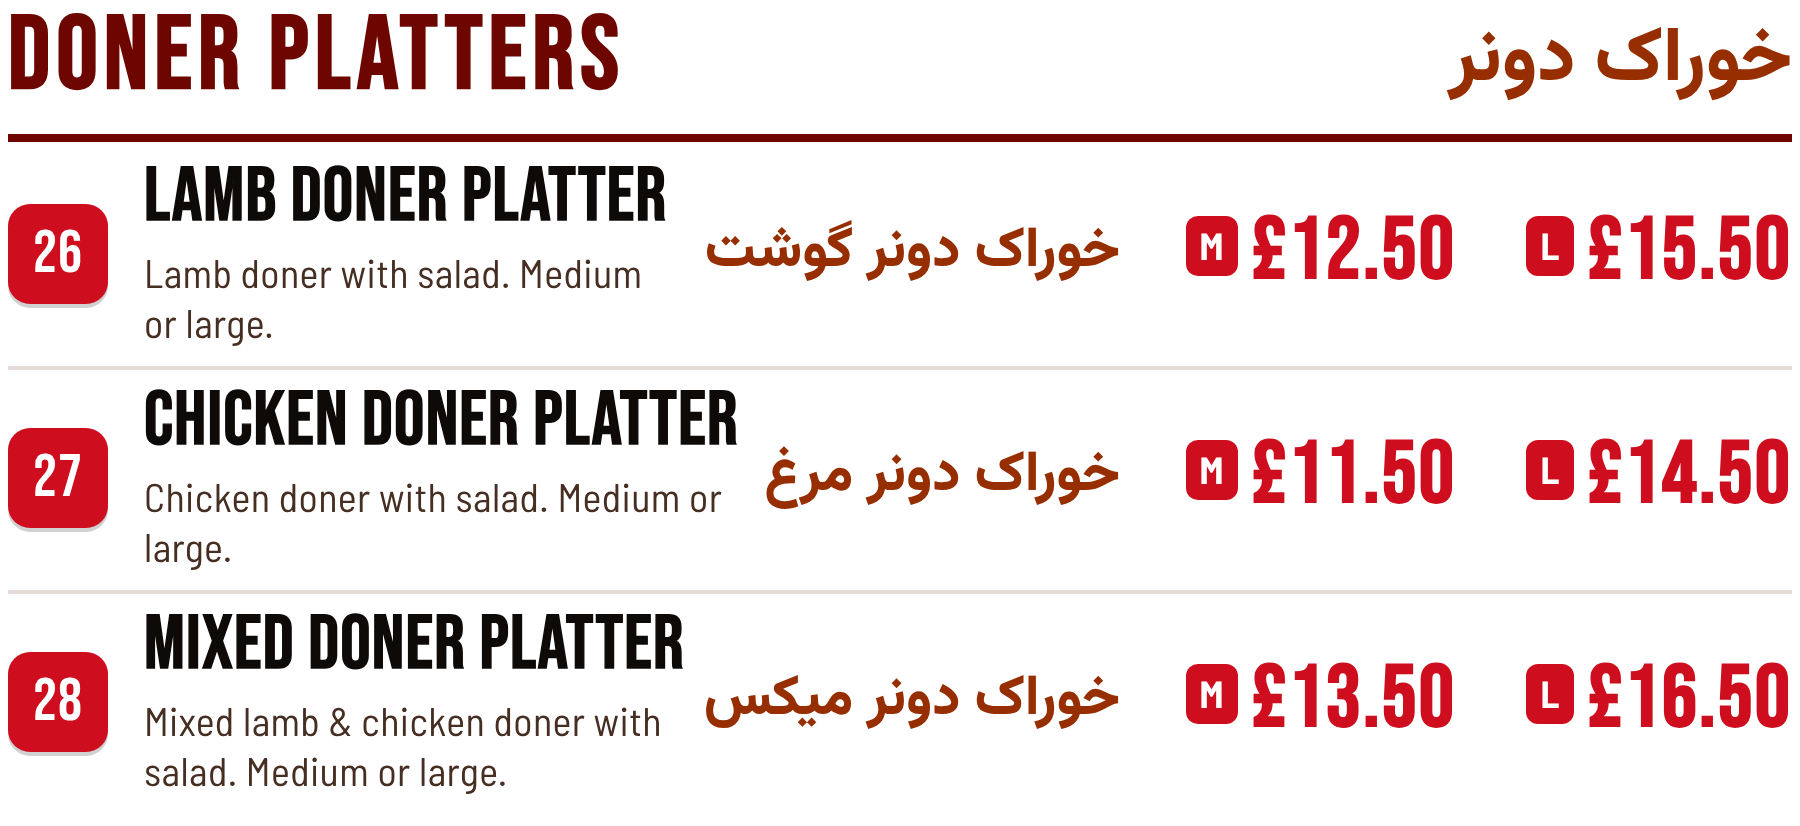 DONER PLATTERS خوراک دونر
26
LAMB DONER PLATTER
Lamb doner with salad. Medium
or large.
خوراک دونر گوشت
M £12.50 L £15.50
27
CHICKEN DONER PLATTER
Chicken doner with salad. Medium or
large.
خوراک دونر مرغ
M £11.50 L £14.50
28
MIXED DONER PLATTER
Mixed lamb & chicken doner with
salad. Medium or large.
خوراک دونر میکس
M £13.50 L £16.50